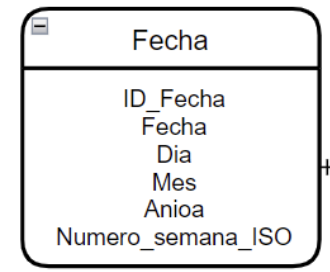 Fecha
ID_Fecha
Fecha
Dia
Mes
Anioa
Numero_semana_ISO